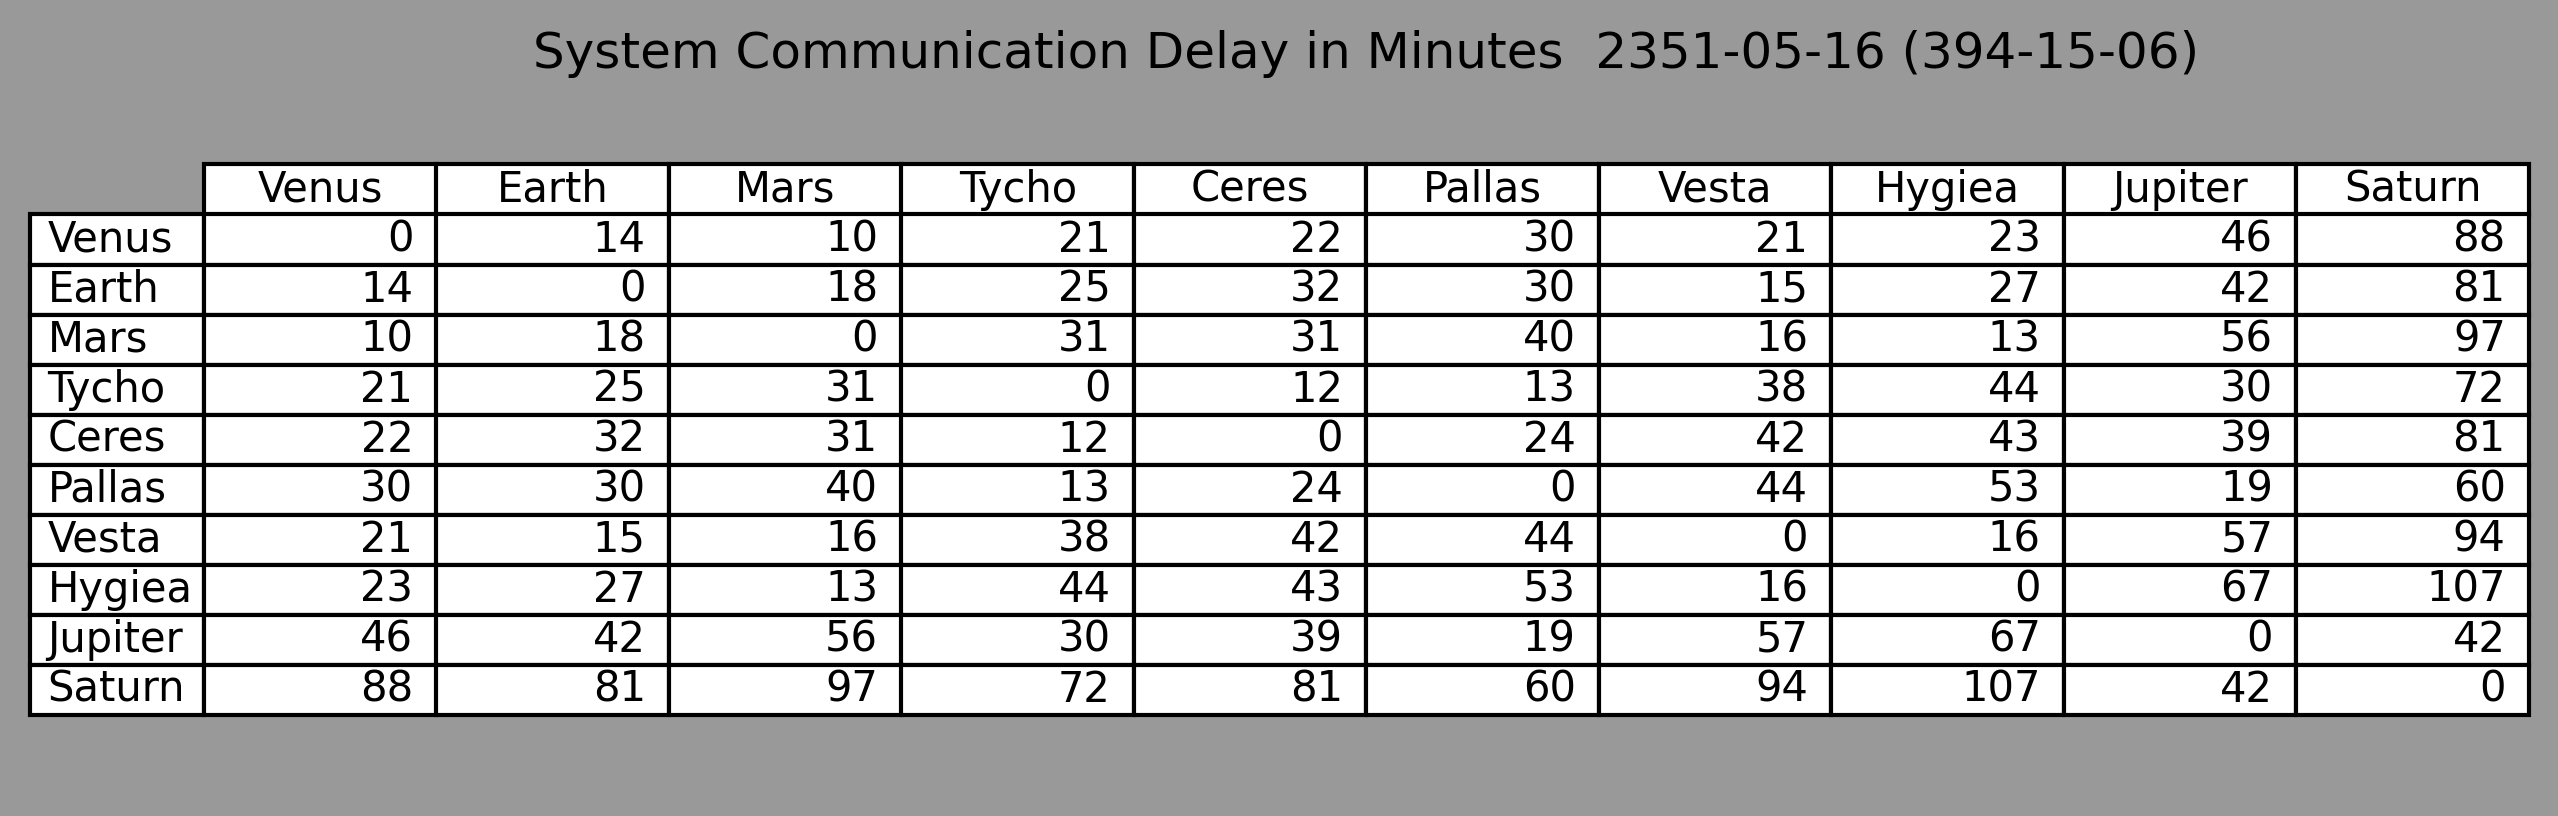 System Communication Delay in Minutes  2351-05-16 (394-15-06)
Venus Earth Mars Tycho Ceres Pallas Vesta Hygiea Jupiter Saturn
Venus 0 14 10 21 22 30 21 23 46 88
Earth 14 0 18 25 32 30 15 27 42 81
Mars 10 18 0 31 31 40 16 13 56 97
Tycho 21 25 31 0 12 13 38 44 30 72
Ceres 22 32 31 12 0 24 42 43 39 81
Pallas 30 30 40 13 24 0 44 53 19 60
Vesta 21 15 16 38 42 44 0 16 57 94
Hygiea 23 27 13 44 43 53 16 0 67 107
Jupiter 46 42 56 30 39 19 57 67 0 42
Saturn 88 81 97 72 81 60 94 107 42 0